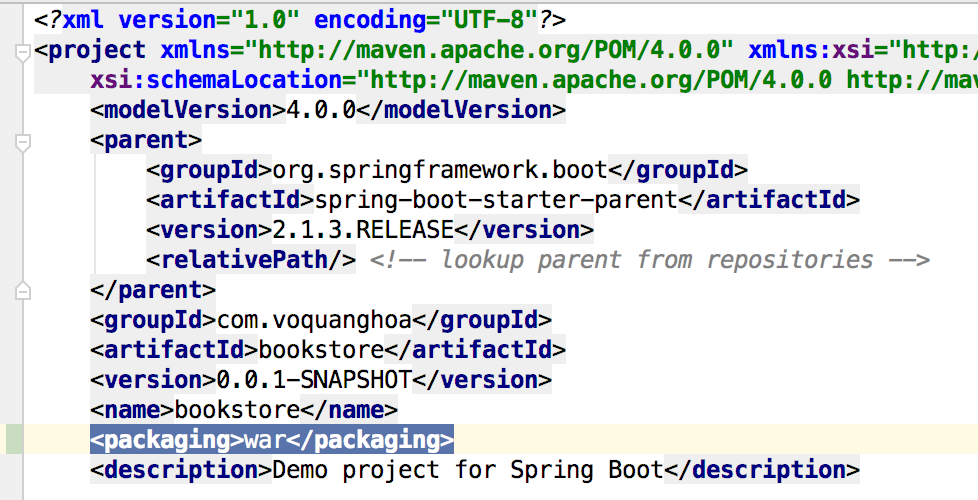 <?xml version="1.0" encoding="UTF-8"?>
<project xmlns="http://maven.apache.org/POM/4.0.0" xmlns:xsi="http:/
xsi:schemaLocation="http://maven.apache.org/POM/4.0.0 http://mav
<modelVersion>4.0.0</modelVersion>
<parent>
<groupId>org.springframework.boot</groupId>
<artifactId>spring-boot-starter-parent</artifactId>
<version>2.1.3.RELEASE</version>
<relativePath/> <!-- lookup parent from repositories -->
</parent>
<groupId>com.voquanghoa</groupId>
<artifactId>bookstore</artifactId>
<version>0.0.1-SNAPSHOT</version>
<name>bookstore</name>
<packaging>war</packaging>
<description>Demo project for Spring Boot</description>